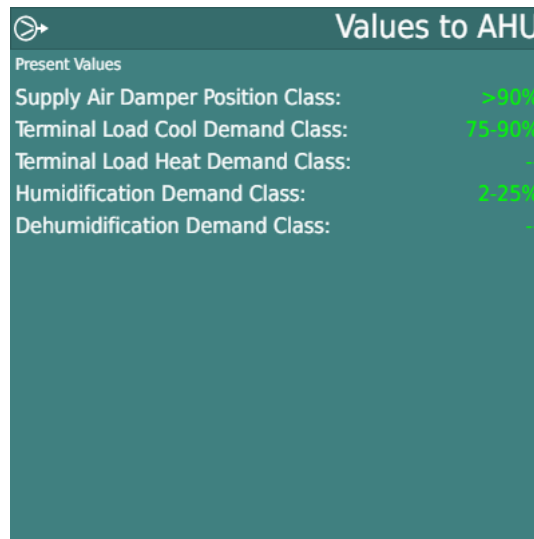 Values to AHU
Present Values
Supply Air Damper Position Class: >90%
Terminal Load Cool Demand Class: 75-90%
Terminal Load Heat Demand Class: -
Humidification Demand Class: 2-25%
Dehumidification Demand Class: -